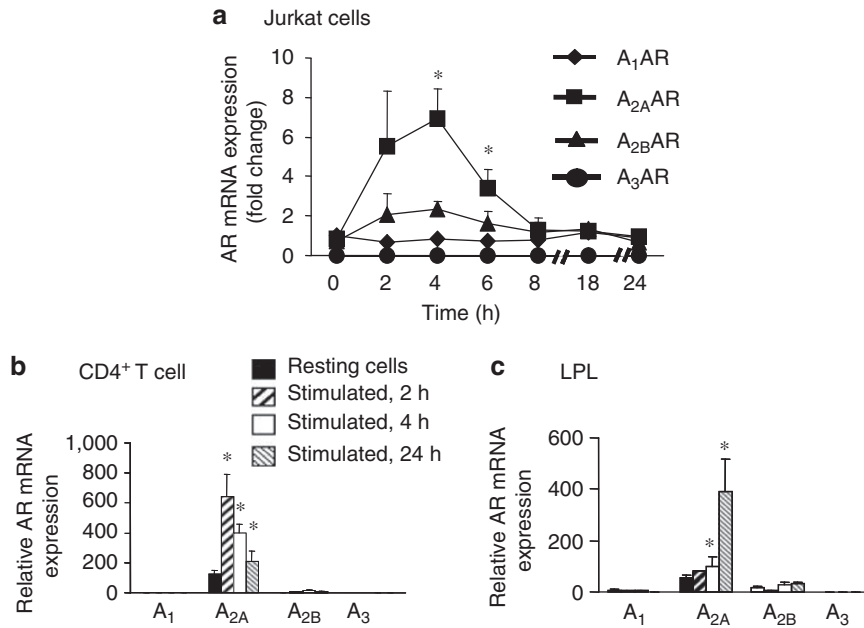 a Jurkat cells
AR mRNA expression
(fold change)
10
8
6
4
2
0
*
*
A1AR
A2AAR
A2BAR
A3AR
0 2 4 6 8 18 24
Time (h)
b CD4+ T cell
Resting cells
Stimulated, 2 h
Stimulated, 4 h
Stimulated, 24 h
Relative AR mRNA
expression
1,000
800
600
400
200
0
*
*
*
A1 A2A A2B A3
c LPL
Relative AR mRNA
expression
600
400
200
0
*
*
A1 A2A A2B A3